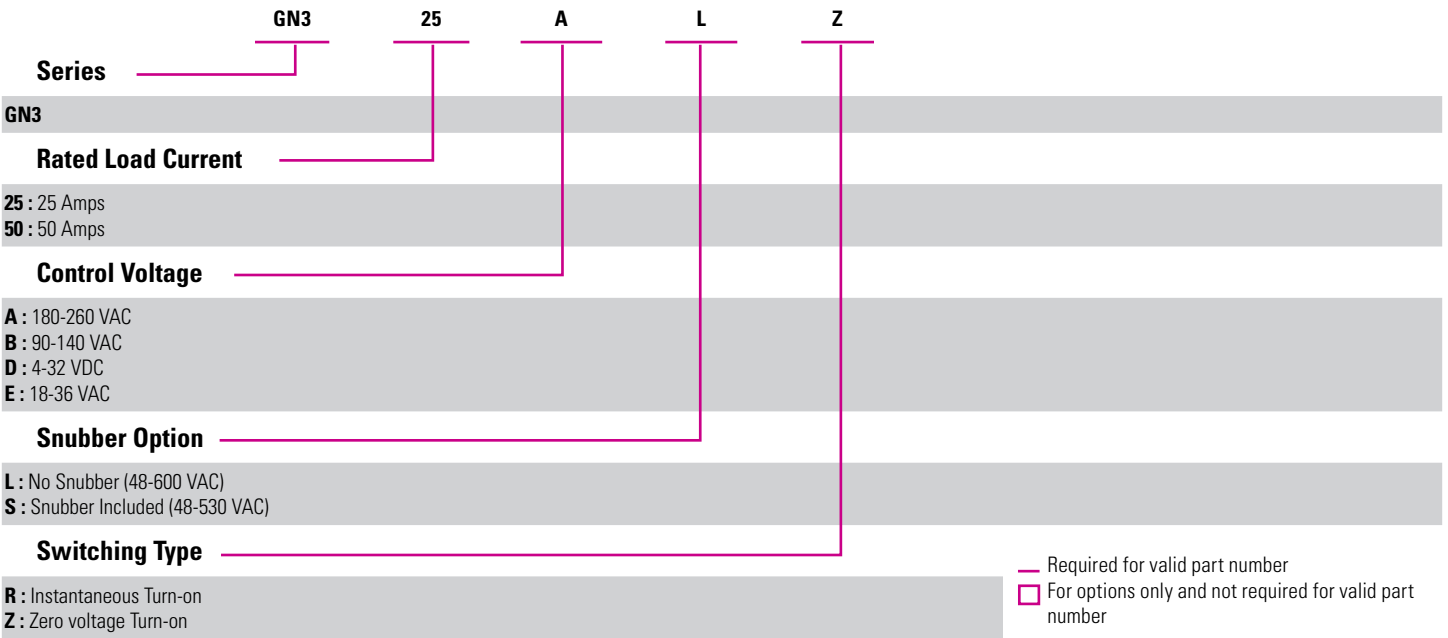 GN3 25 A L Z
Series
GN3
Rated Load Current
25 : 25 Amps
50 : 50 Amps
Control Voltage
A : 180-260 VAC
B : 90-140 VAC
D : 4-32 VDC
E : 18-36 VAC
Snubber Option
L : No Snubber (48-600 VAC)
S : Snubber Included (48-530 VAC)
Switching Type
R : Instantaneous Turn-on
Z : Zero voltage Turn-on
Required for valid part number
For options only and not required for valid part
number